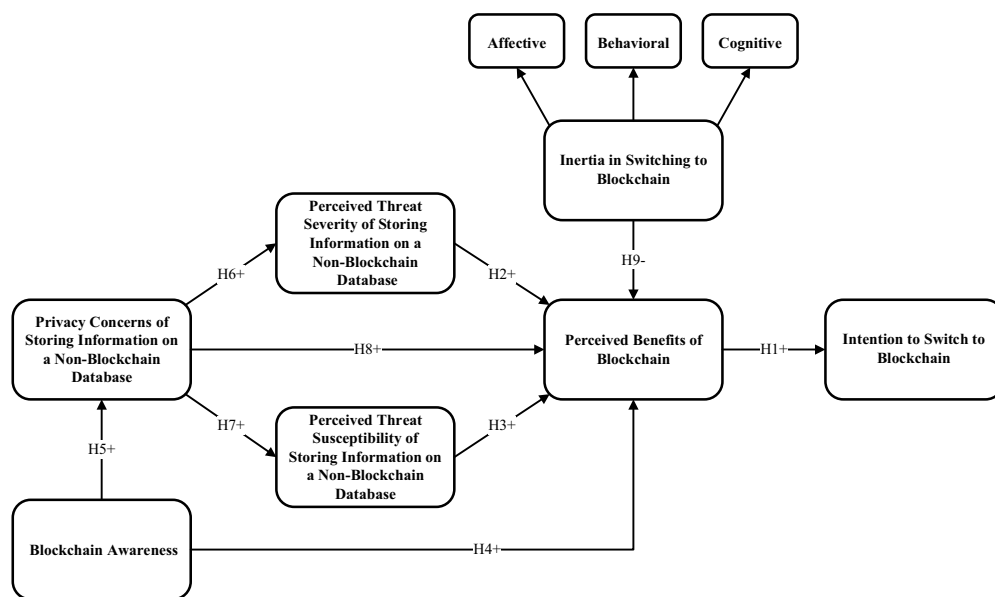 Affective
Behavioral
Cognitive
Inertia in Switching to
Blockchain
Perceived Threat
Severity of Storing
Information on a
Non-Blockchain
Database
H6+
H2+
H9-
Privacy Concerns of
Storing Information on
a Non-Blockchain
Database
H8+
Perceived Benefits of
Blockchain
H1+
Intention to Switch to
Blockchain
H7+
Perceived Threat
Susceptibility of
Storing Information on
a Non-Blockchain
Database
H3+
H5+
Blockchain Awareness
H4+